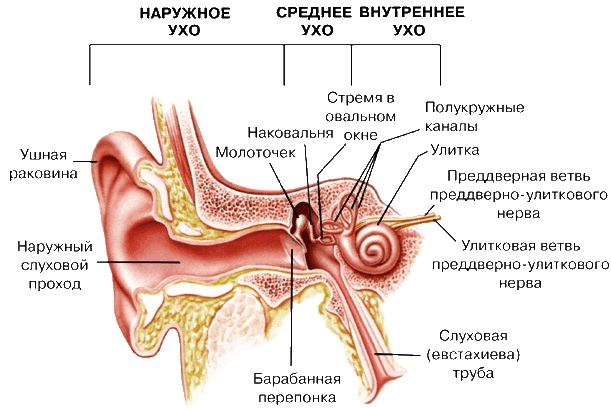 НАРУЖНОЕ
УХО
СРЕДНЕЕ
УХО
ВНУТРЕННЕЕ
УХО
Стремя в
овальном
окне
Наковальня
Молоточек
Полукружные
каналы
Улитка
Преддверная ветвь
преддверно-улиткового
нерва
Улитковая ветвь
преддверно-улиткового
нерва
Ушная
раковина
Наружный
слуховой
проход
Слуховая
(евстахиева)
труба
Барабанная
перепонка